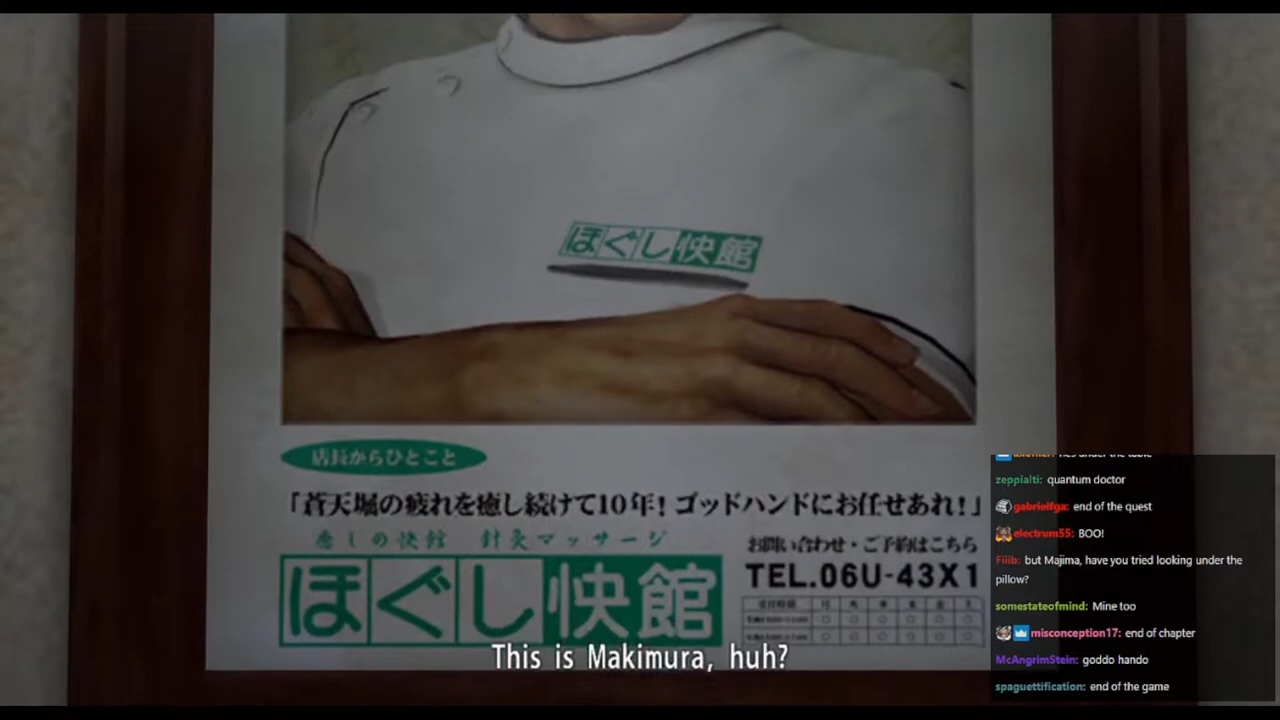 ほぐし快館
店長からひとこと
「蒼天堀の疲れを癒し続けて10年！ゴッドハンドにお任せあれ！」
癒しの快館 針灸マッサージ
ほぐし快館
お問い合わせ・ご予約はこちら
TEL.06U-43X1
This is Makimura, huh?
zeppialti: quantum doctor
gabrielfga: end of the quest
electrum55: BOO!
Fiiib: but Majima, have you tried looking under the
pillow?
somestateofmind: Mine too
misconception17: end of chapter
McAngrimStein: goddo hando
spaguettification: end of the game